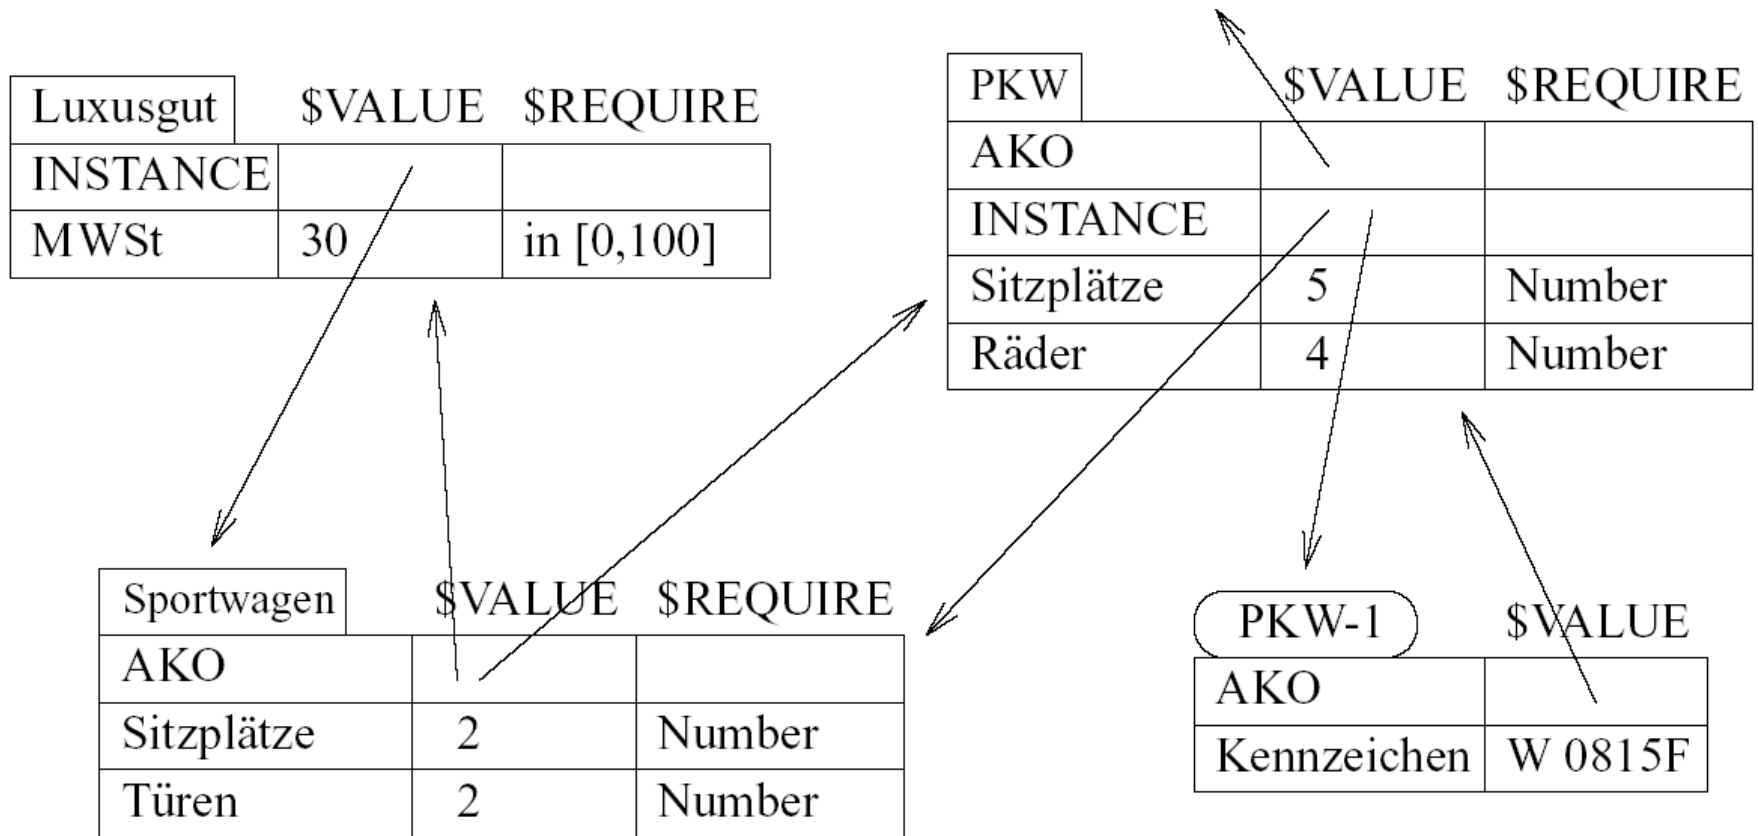 Luxusgut $VALUE $REQUIRE
INSTANCE
MWSt 30 in [0,100]
PKW $VALUE $REQUIRE
AKO
INSTANCE
Sitzplätze 5 Number
Räder 4 Number
Sportwagen $VALUE $REQUIRE
AKO
Sitzplätze 2 Number
Türen 2 Number
PKW-1 $VALUE
AKO
Kennzeichen W 0815F